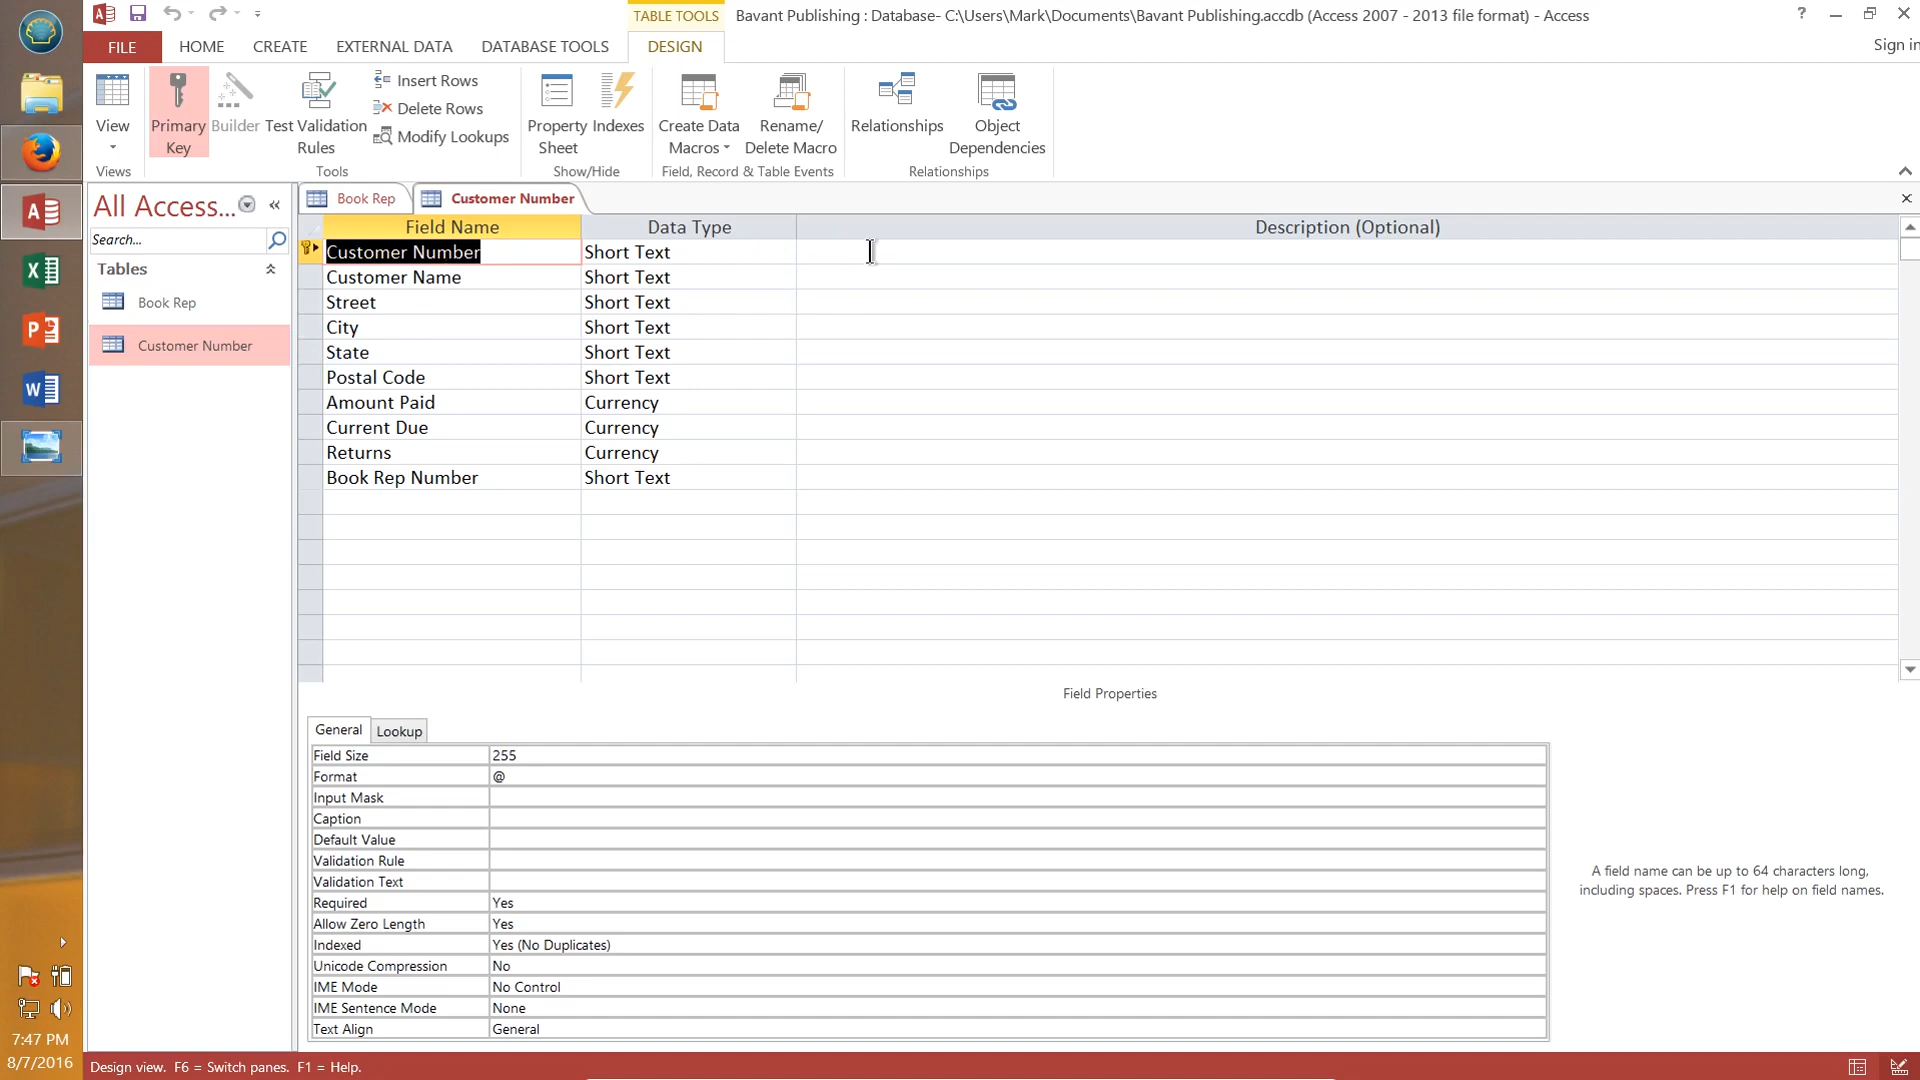 TABLE TOOLS
Bavant Publishing : Database- C:\Users\Mark\Documents\Bavant Publishing.accdb (Access 2007 - 2013 file format) - Access
?
FILE
HOME
CREATE
EXTERNAL DATA
DATABASE TOOLS
DESIGN
Sign in
View
Primary Key
Builder
Test Validation Rules
Insert Rows
Delete Rows
Modify Lookups
Property Sheet
Indexes
Create Data Macros
Rename/ Delete Macro
Relationships
Object Dependencies
Views
Tools
Show/Hide
Field, Record & Table Events
Relationships
All Access...
Search...
Tables
Book Rep
Customer Number
Book Rep
Customer Number
Field Name Data Type Description (Optional)
Customer Number Short Text
Customer Name Short Text
Street Short Text
City Short Text
State Short Text
Postal Code Short Text
Amount Paid Currency
Current Due Currency
Returns Currency
Book Rep Number Short Text
Field Properties
General
Lookup
Field Size 255
Format @
Input Mask
Caption
Default Value
Validation Rule
Validation Text
Required Yes
Allow Zero Length Yes
Indexed Yes (No Duplicates)
Unicode Compression No
IME Mode No Control
IME Sentence Mode None
Text Align General
A field name can be up to 64 characters long,
including spaces. Press F1 for help on field names.
7:47 PM
8/7/2016
Design view. F6 = Switch panes. F1 = Help.